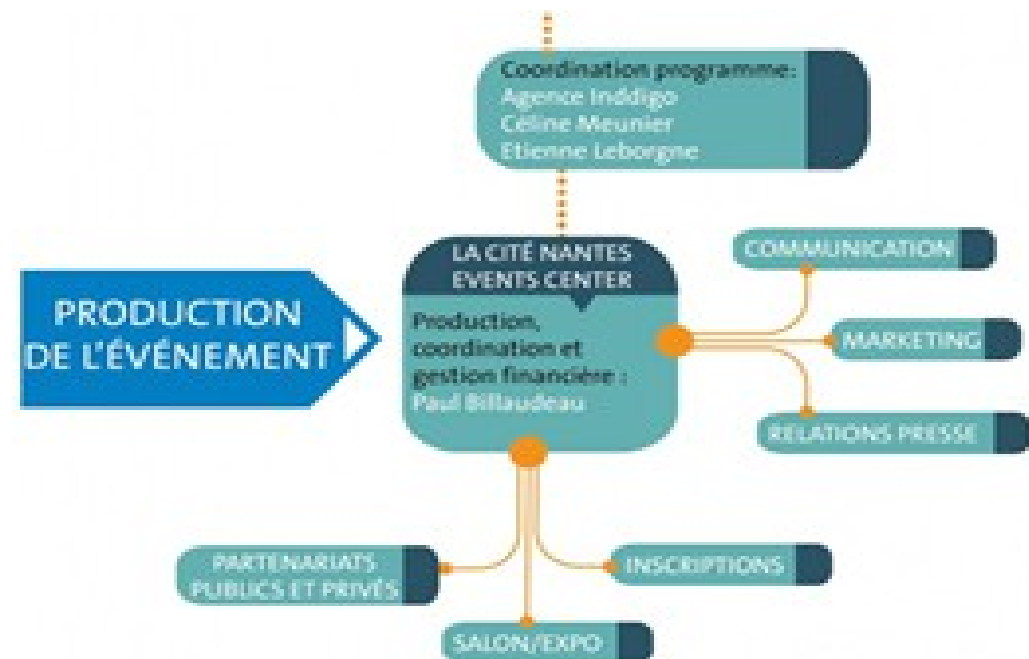 Coordination programme:
Agence Inddigo
Céline Meunier
Etienne Leborgne
LA CITÉ NANTES
EVENTS CENTER
Production,
coordination et
gestion financière :
Paul Billaudeau
PRODUCTION
DE L'ÉVÉNEMENT
COMMUNICATION
MARKETING
RELATIONS PRESSE
PARTENARIATS
PUBLICS ET PRIVÉS
INSCRIPTIONS
SALON/EXPO